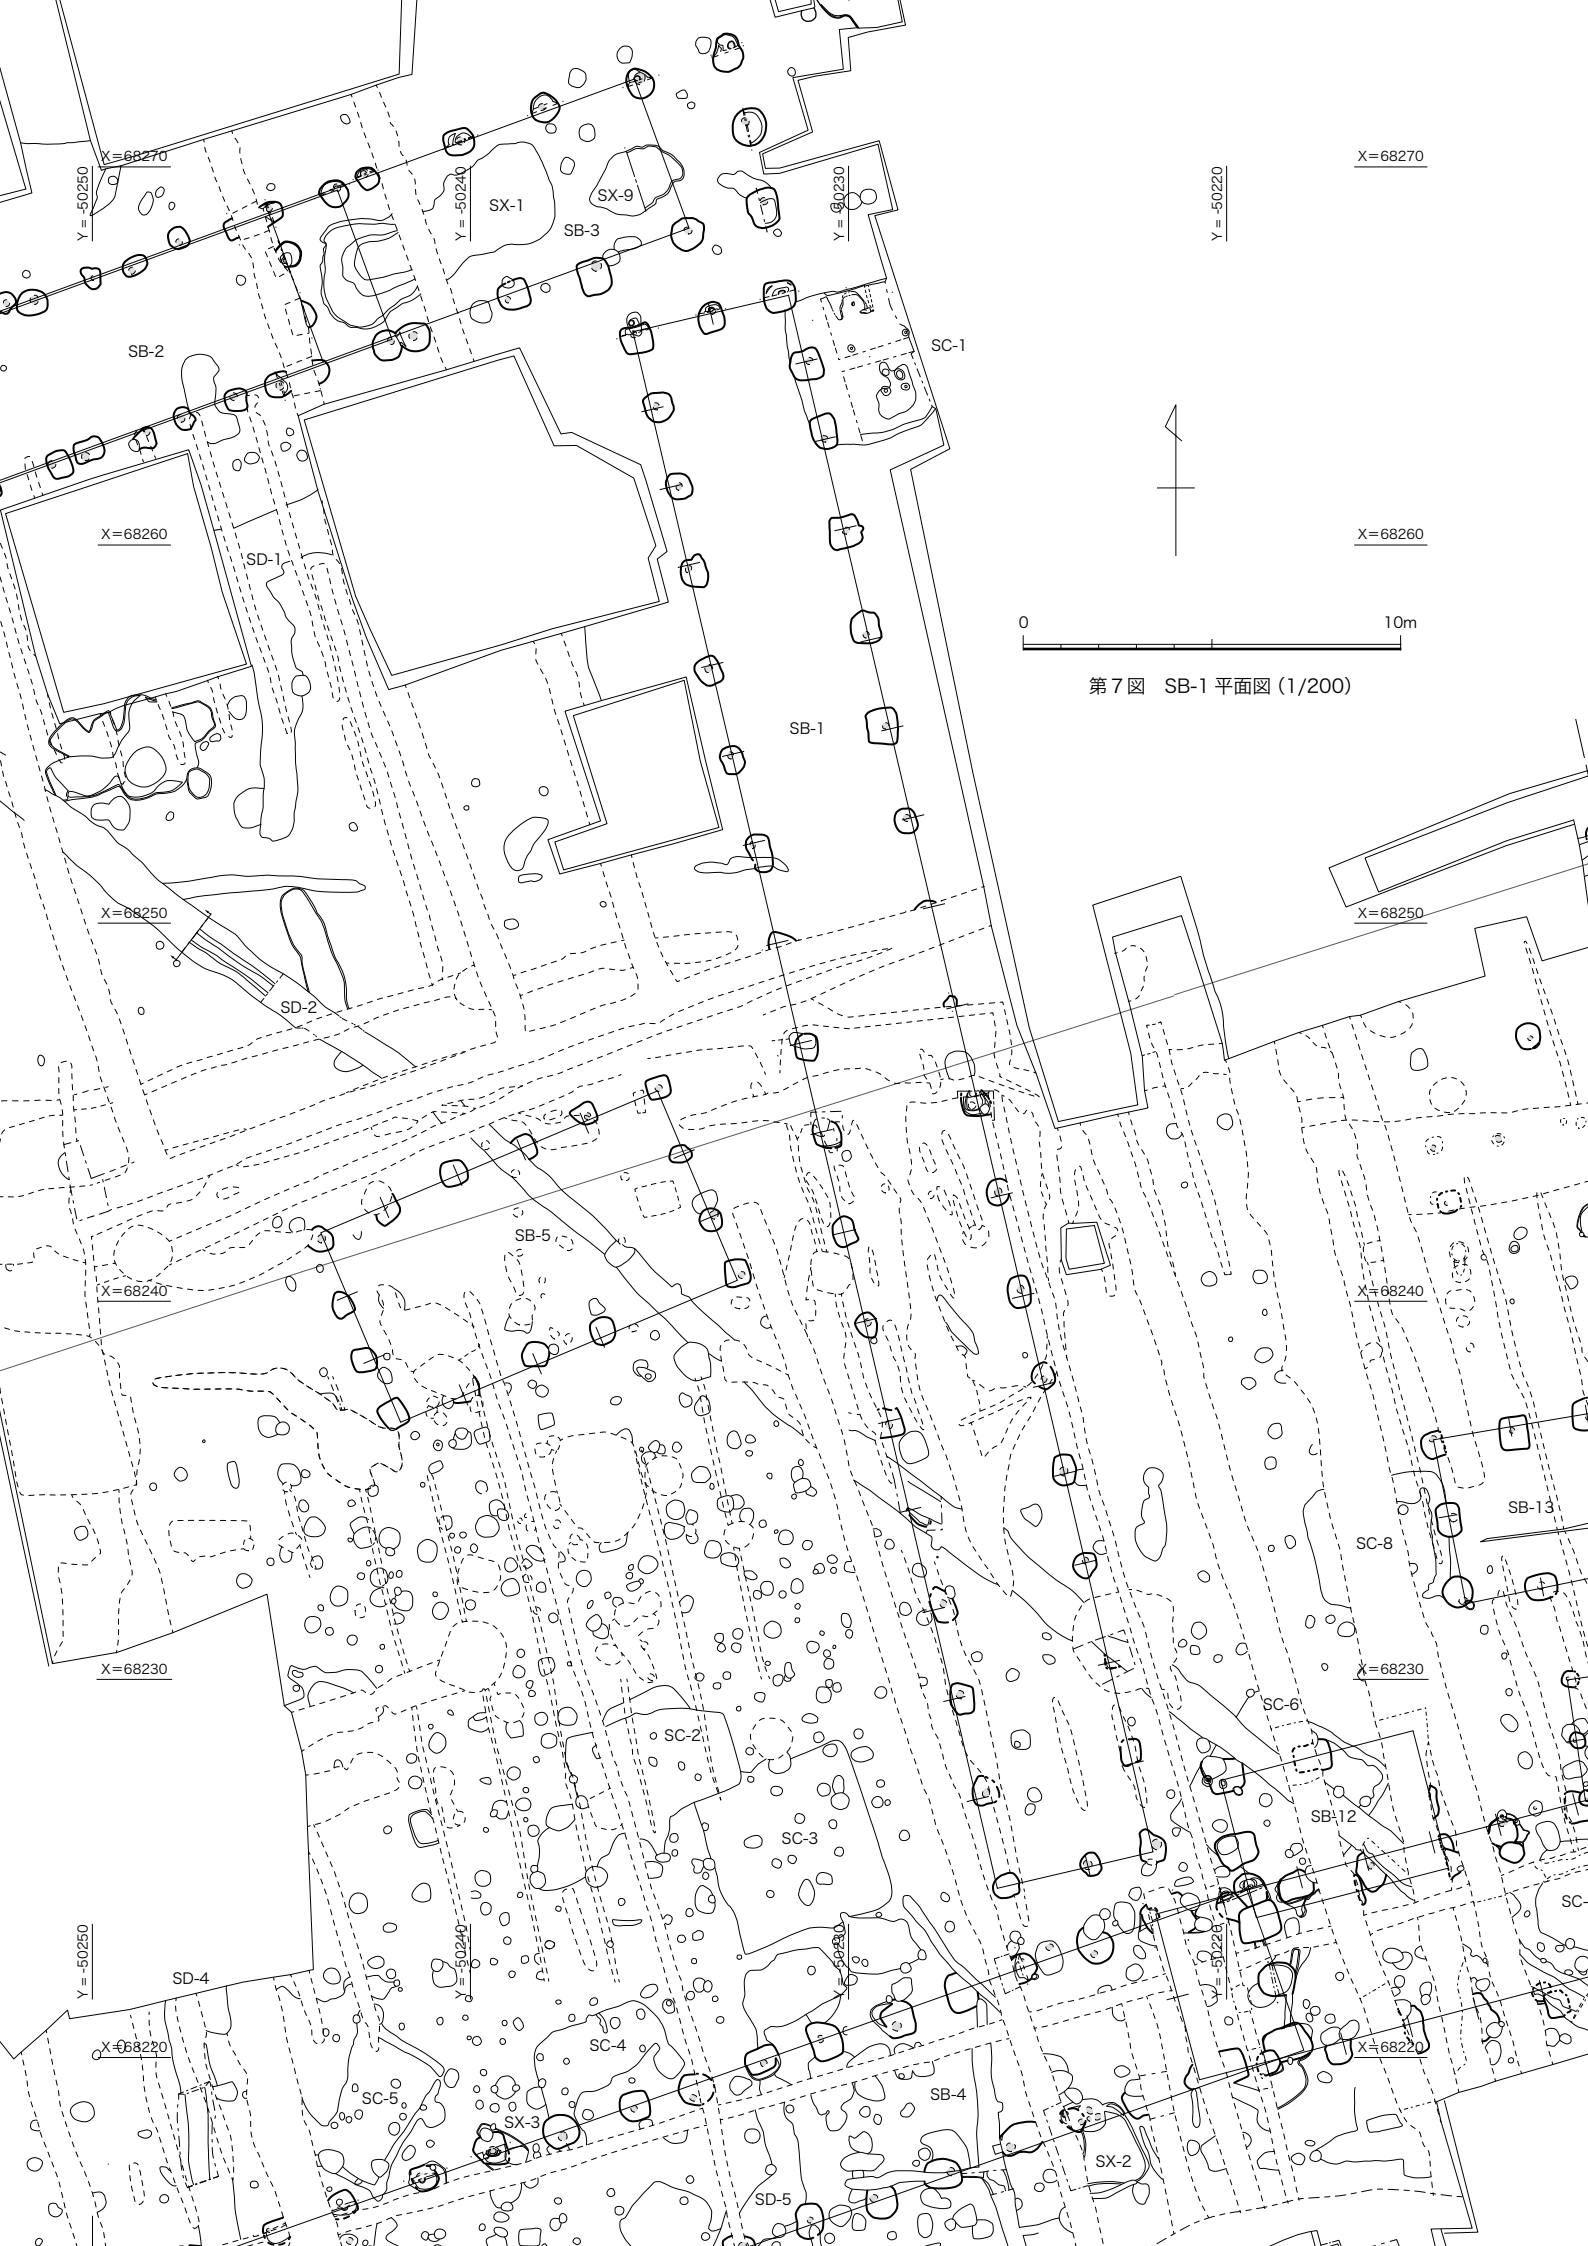 X=68270
X=68270
Y = -50250
Y = -50240
Y = -50230
Y = -50220
SX-1
SX-9
SB-3
SB-2
SC-1
X=68260
X=68260
SD-1
0 10m
第７図 SB-1 平面図（1/200）
SB-1
X=68250
X=68250
SD-2
SB-5
X=68240
X=68240
SB-13
SC-8
X=68230
X=68230
SC-6
SC-2
SB-12
SC-3
SC-
Y = -50250
Y = -50240
Y = -50230
Y = -50220
SD-4
X=68220
X=68220
SC-4
SC-5
SB-4
SX-3
SX-2
SD-5